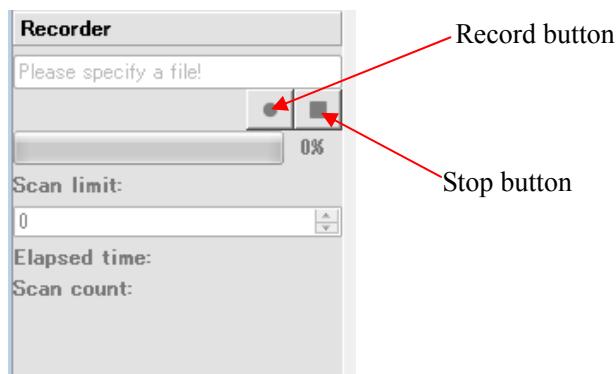 Recorder
Record button
Please specify a file!
0%
Stop button
Scan limit:
0
Elapsed time:
Scan count: